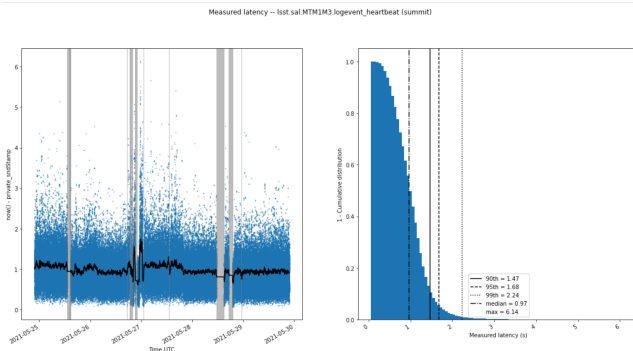 Measured latency -- lsst.sal.MTM1M3.logevent_heartbeat (summit)
now() - private_sndStamp
6
5
4
3
2
1
0
2021-05-25
2021-05-26
2021-05-27
2021-05-28
2021-05-29
2021-05-30
Time UTC
1 - Cumulative distribution
1.0
0.8
0.6
0.4
0.2
0.0
90th = 1.47
95th = 1.68
99th = 2.24
median = 0.97
max = 6.14
0
1
2
3
4
5
6
Measured latency (s)